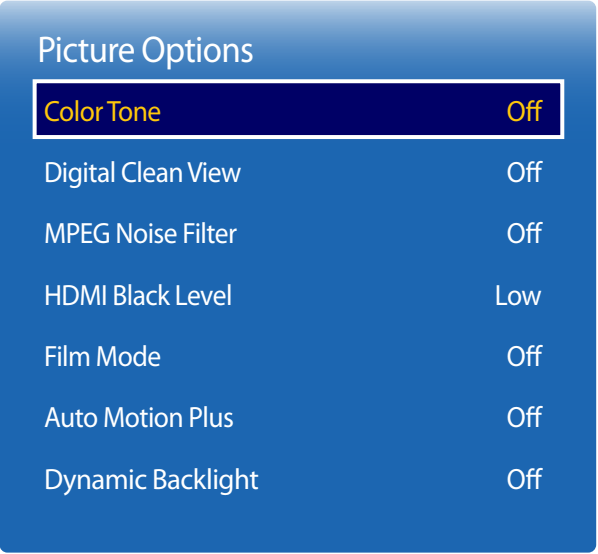 Picture Options
Color Tone Off
Digital Clean View Off
MPEG Noise Filter Off
HDMI Black Level Low
Film Mode Off
Auto Motion Plus Off
Dynamic Backlight Off